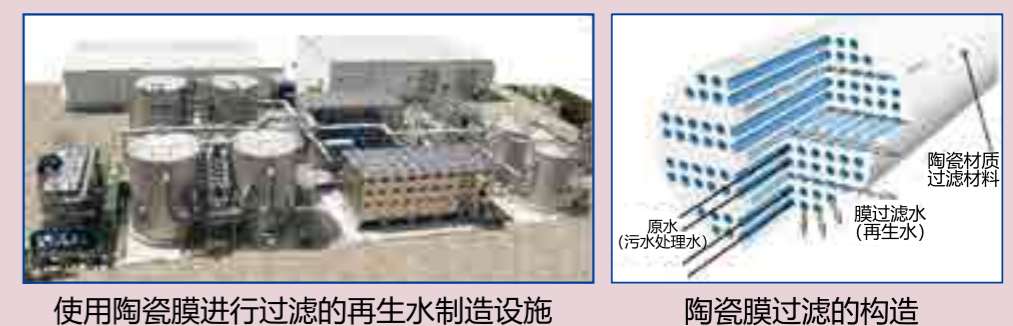 陶瓷材质
过滤材料
原水
(污水处理水)
膜过滤水
(再生水)
使用陶瓷膜进行过滤的再生水制造设施
陶瓷膜过滤的构造